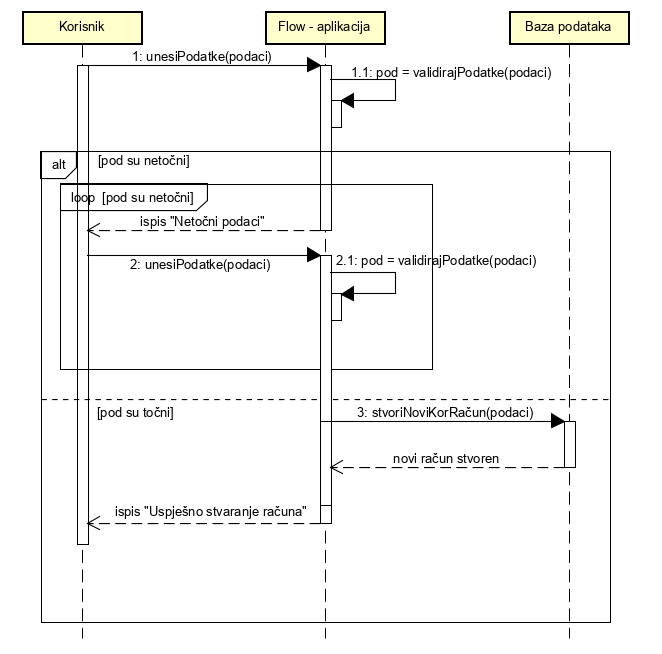 Korisnik
Flow - aplikacija
Baza podataka
1: unesiPodatke(podaci)
1.1: pod = validirajPodatke(podaci)
alt
[pod su netočni]
loop [pod su netočni]
ispis "Netočni podaci"
2: unesiPodatke(podaci)
2.1: pod = validirajPodatke(podaci)
[pod su točni]
3: stvoriNoviKorRačun(podaci)
novi račun stvoren
ispis "Uspješno stvaranje računa"